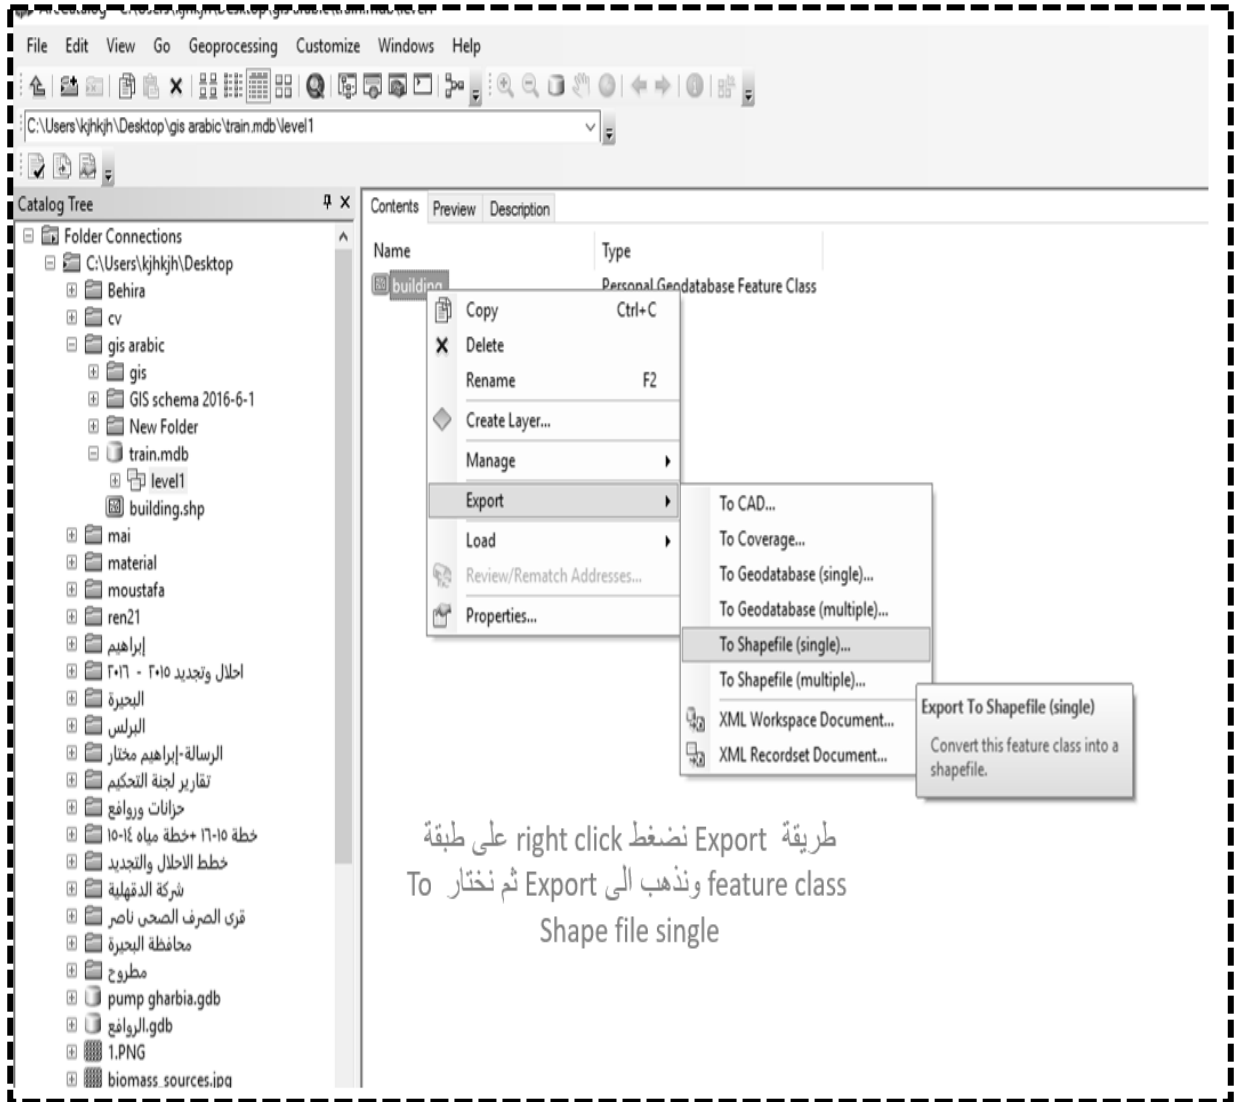 File Edit View Go Geoprocessing Customize Windows Help
C:\Users\kjhkjh\Desktop\gis arabic\train.mdb\level1
Catalog Tree
Folder Connections
C:\Users\kjhkjh\Desktop
Behira
cv
gis arabic
gis
GIS schema 2016-6-1
New Folder
train.mdb
level1
building.shp
mai
material
moustafa
ren21
إبراهيم
احلال وتجديد ٢٠١٥ - ٢٠١٦
البحيرة
البرلس
الرسالة-إبراهيم مختار
تقارير لجنة التحكيم
خزانات وروافع
خطة ١٥-١٦ +خطة مياه ١٤-١٥
خطط الاحلال والتجديد
شركة الدقهلية
قرى الصرف الصحى ناصر
محافظة البحيرة
مطروح
pump gharbia.gdb
الروافع.gdb
1.PNG
biomass_sources.jpg
Contents Preview Description
Name Type
building Personal Geodatabase Feature Class
Copy Ctrl+C
Delete
Rename F2
Create Layer...
Manage
Export
Load
Review/Rematch Addresses...
Properties...
To CAD...
To Coverage...
To Geodatabase (single)...
To Geodatabase (multiple)...
To Shapefile (single)...
To Shapefile (multiple)...
XML Workspace Document...
XML Recordset Document...
Export To Shapefile (single)
Convert this feature class into a
shapefile.
طريقة Export نضغط right click على طبقة
feature class ونذهب الى Export ثم نختار To
Shape file single